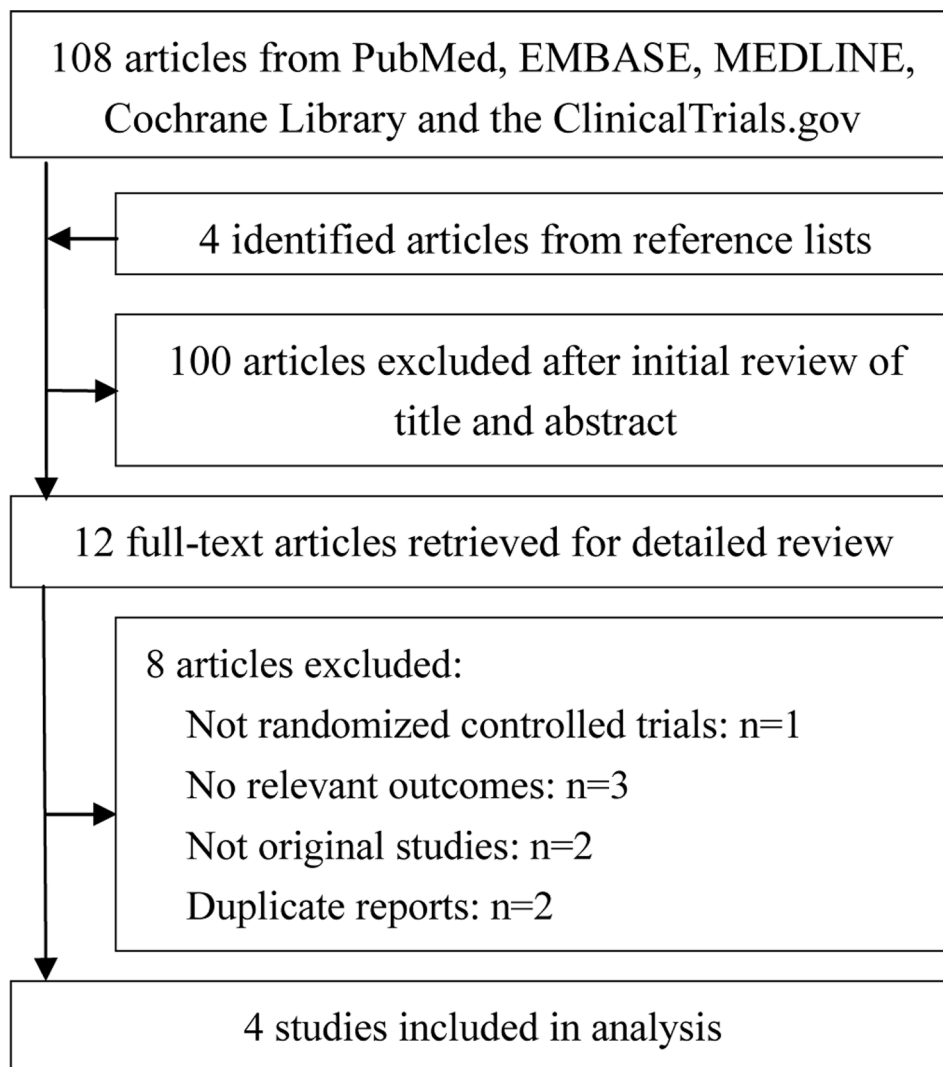 108 articles from PubMed, EMBASE, MEDLINE,
Cochrane Library and the ClinicalTrials.gov
4 identified articles from reference lists
100 articles excluded after initial review of
title and abstract
12 full-text articles retrieved for detailed review
8 articles excluded:
Not randomized controlled trials: n=1
No relevant outcomes: n=3
Not original studies: n=2
Duplicate reports: n=2
4 studies included in analysis